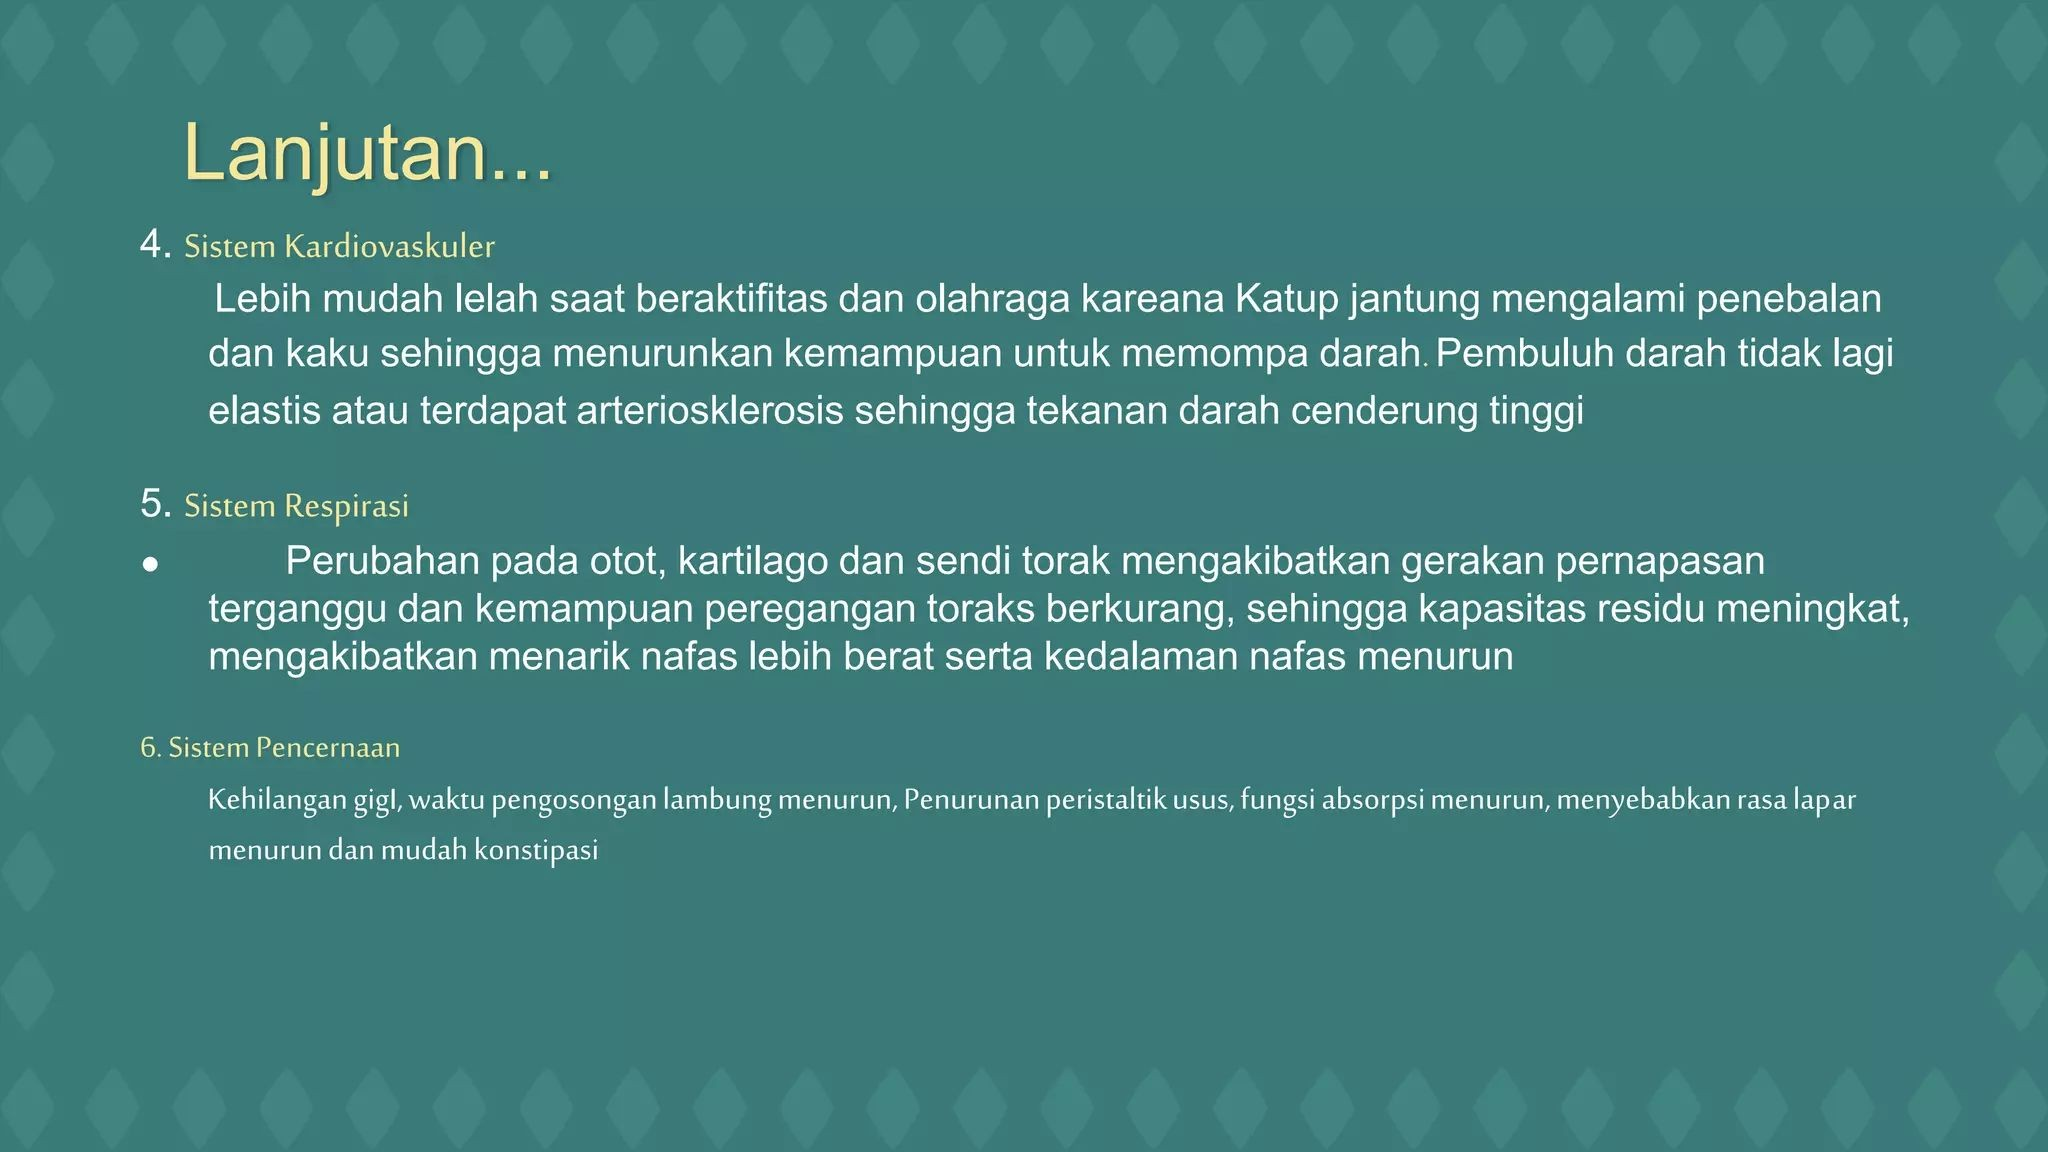 Lanjutan...
4. Sistem Kardiovaskuler
Lebih mudah lelah saat beraktifitas dan olahraga kareana Katup jantung mengalami penebalan
dan kaku sehingga menurunkan kemampuan untuk memompa darah. Pembuluh darah tidak lagi
elastis atau terdapat arteriosklerosis sehingga tekanan darah cenderung tinggi
5. Sistem Respirasi
● Perubahan pada otot, kartilago dan sendi torak mengakibatkan gerakan pernapasan
terganggu dan kemampuan peregangan toraks berkurang, sehingga kapasitas residu meningkat,
mengakibatkan menarik nafas lebih berat serta kedalaman nafas menurun
6. Sistem Pencernaan
Kehilangan gigI, waktu pengosongan lambung menurun, Penurunan peristaltik usus, fungsi absorpsi menurun, menyebabkan rasa lapar
menurun dan mudah konstipasi